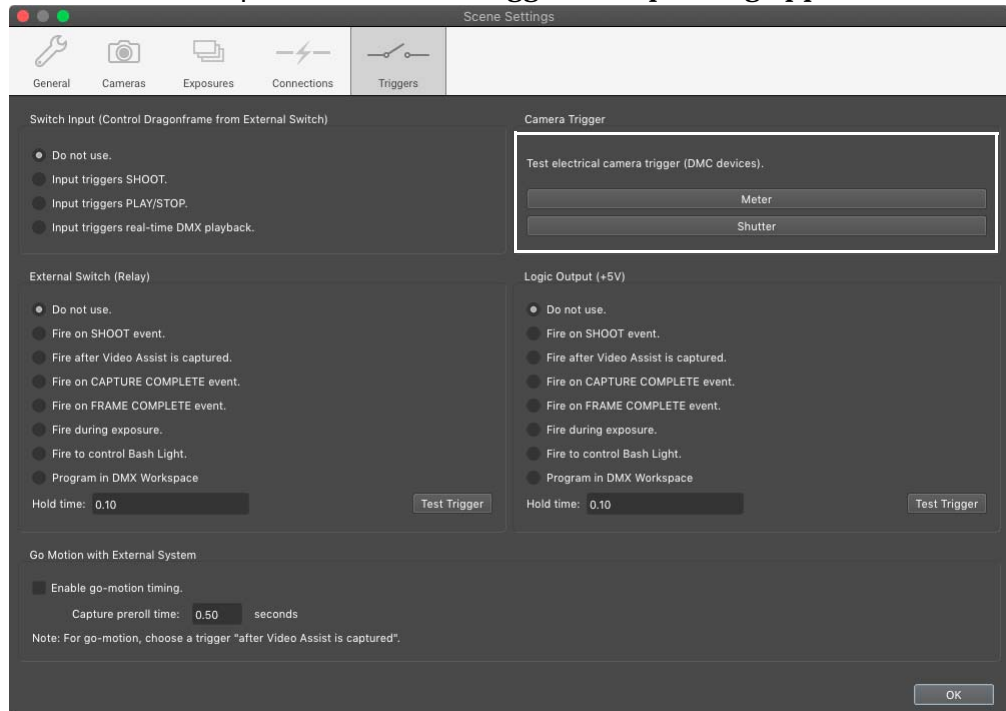 Scene Settings
General
Cameras
Exposures
Connections
Triggers
Switch Input (Control Dragonframe from External Switch)
Do not use.
Input triggers SHOOT.
Input triggers PLAY/STOP.
Input triggers real-time DMX playback.
Camera Trigger
Test electrical camera trigger (DMC devices).
Meter
Shutter
External Switch (Relay)
Do not use.
Fire on SHOOT event.
Fire after Video Assist is captured.
Fire on CAPTURE COMPLETE event.
Fire on FRAME COMPLETE event.
Fire during exposure.
Fire to control Bash Light.
Program in DMX Workspace
Hold time: 0.10
Test Trigger
Logic Output (+5V)
Do not use.
Fire on SHOOT event.
Fire after Video Assist is captured.
Fire on CAPTURE COMPLETE event.
Fire on FRAME COMPLETE event.
Fire during exposure.
Fire to control Bash Light.
Program in DMX Workspace
Hold time: 0.10
Test Trigger
Go Motion with External System
Enable go-motion timing.
Capture preroll time: 0.50 seconds
Note: For go-motion, choose a trigger "after Video Assist is captured".
OK